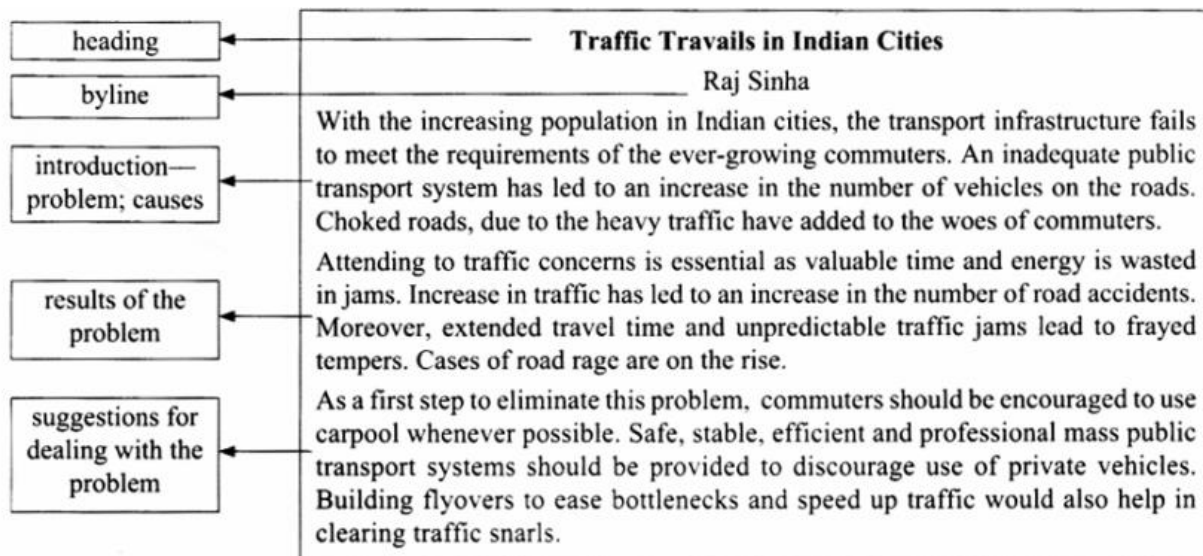 heading
Traffic Travails in Indian Cities
byline
Raj Sinha
introduction—
problem; causes
With the increasing population in Indian cities, the transport infrastructure fails
to meet the requirements of the ever-growing commuters. An inadequate public
transport system has led to an increase in the number of vehicles on the roads.
Choked roads, due to the heavy traffic have added to the woes of commuters.
results of the
problem
Attending to traffic concerns is essential as valuable time and energy is wasted
in jams. Increase in traffic has led to an increase in the number of road accidents.
Moreover, extended travel time and unpredictable traffic jams lead to frayed
tempers. Cases of road rage are on the rise.
suggestions for
dealing with the
problem
As a first step to eliminate this problem, commuters should be encouraged to use
carpool whenever possible. Safe, stable, efficient and professional mass public
transport systems should be provided to discourage use of private vehicles.
Building flyovers to ease bottlenecks and speed up traffic would also help in
clearing traffic snarls.